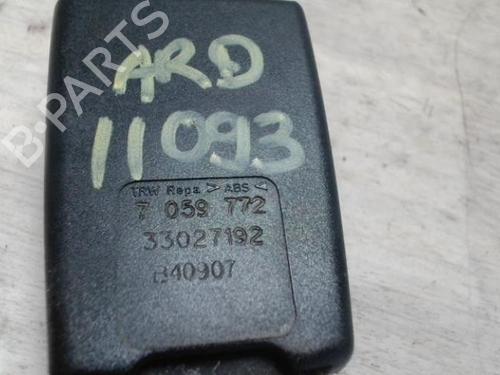 B-PARTS
ARD
11093
TRW Repa > ABS <
7 059 772
33027192
B40907